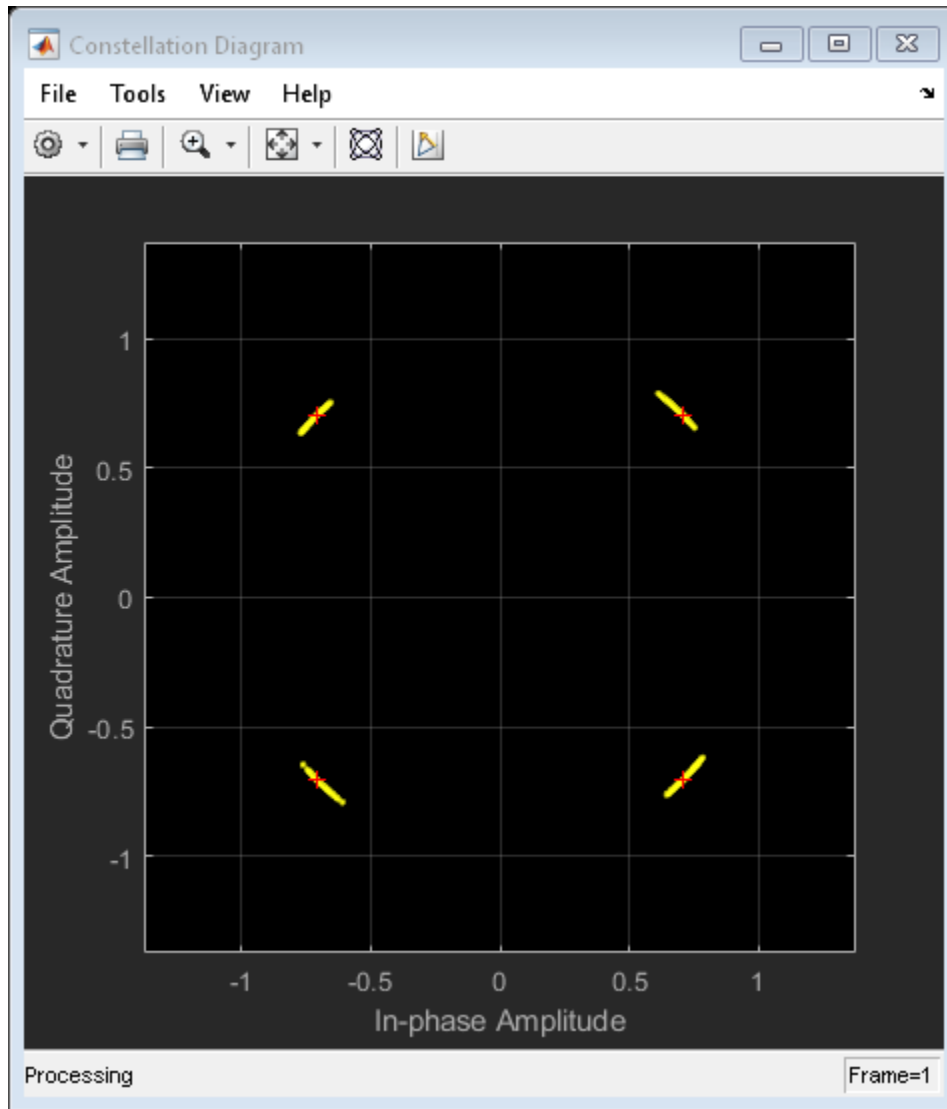 Constellation Diagram
File Tools View Help
1
0.5
0
-0.5
-1
Quadrature Amplitude
-1 -0.5 0 0.5 1
In-phase Amplitude
Processing Frame=1